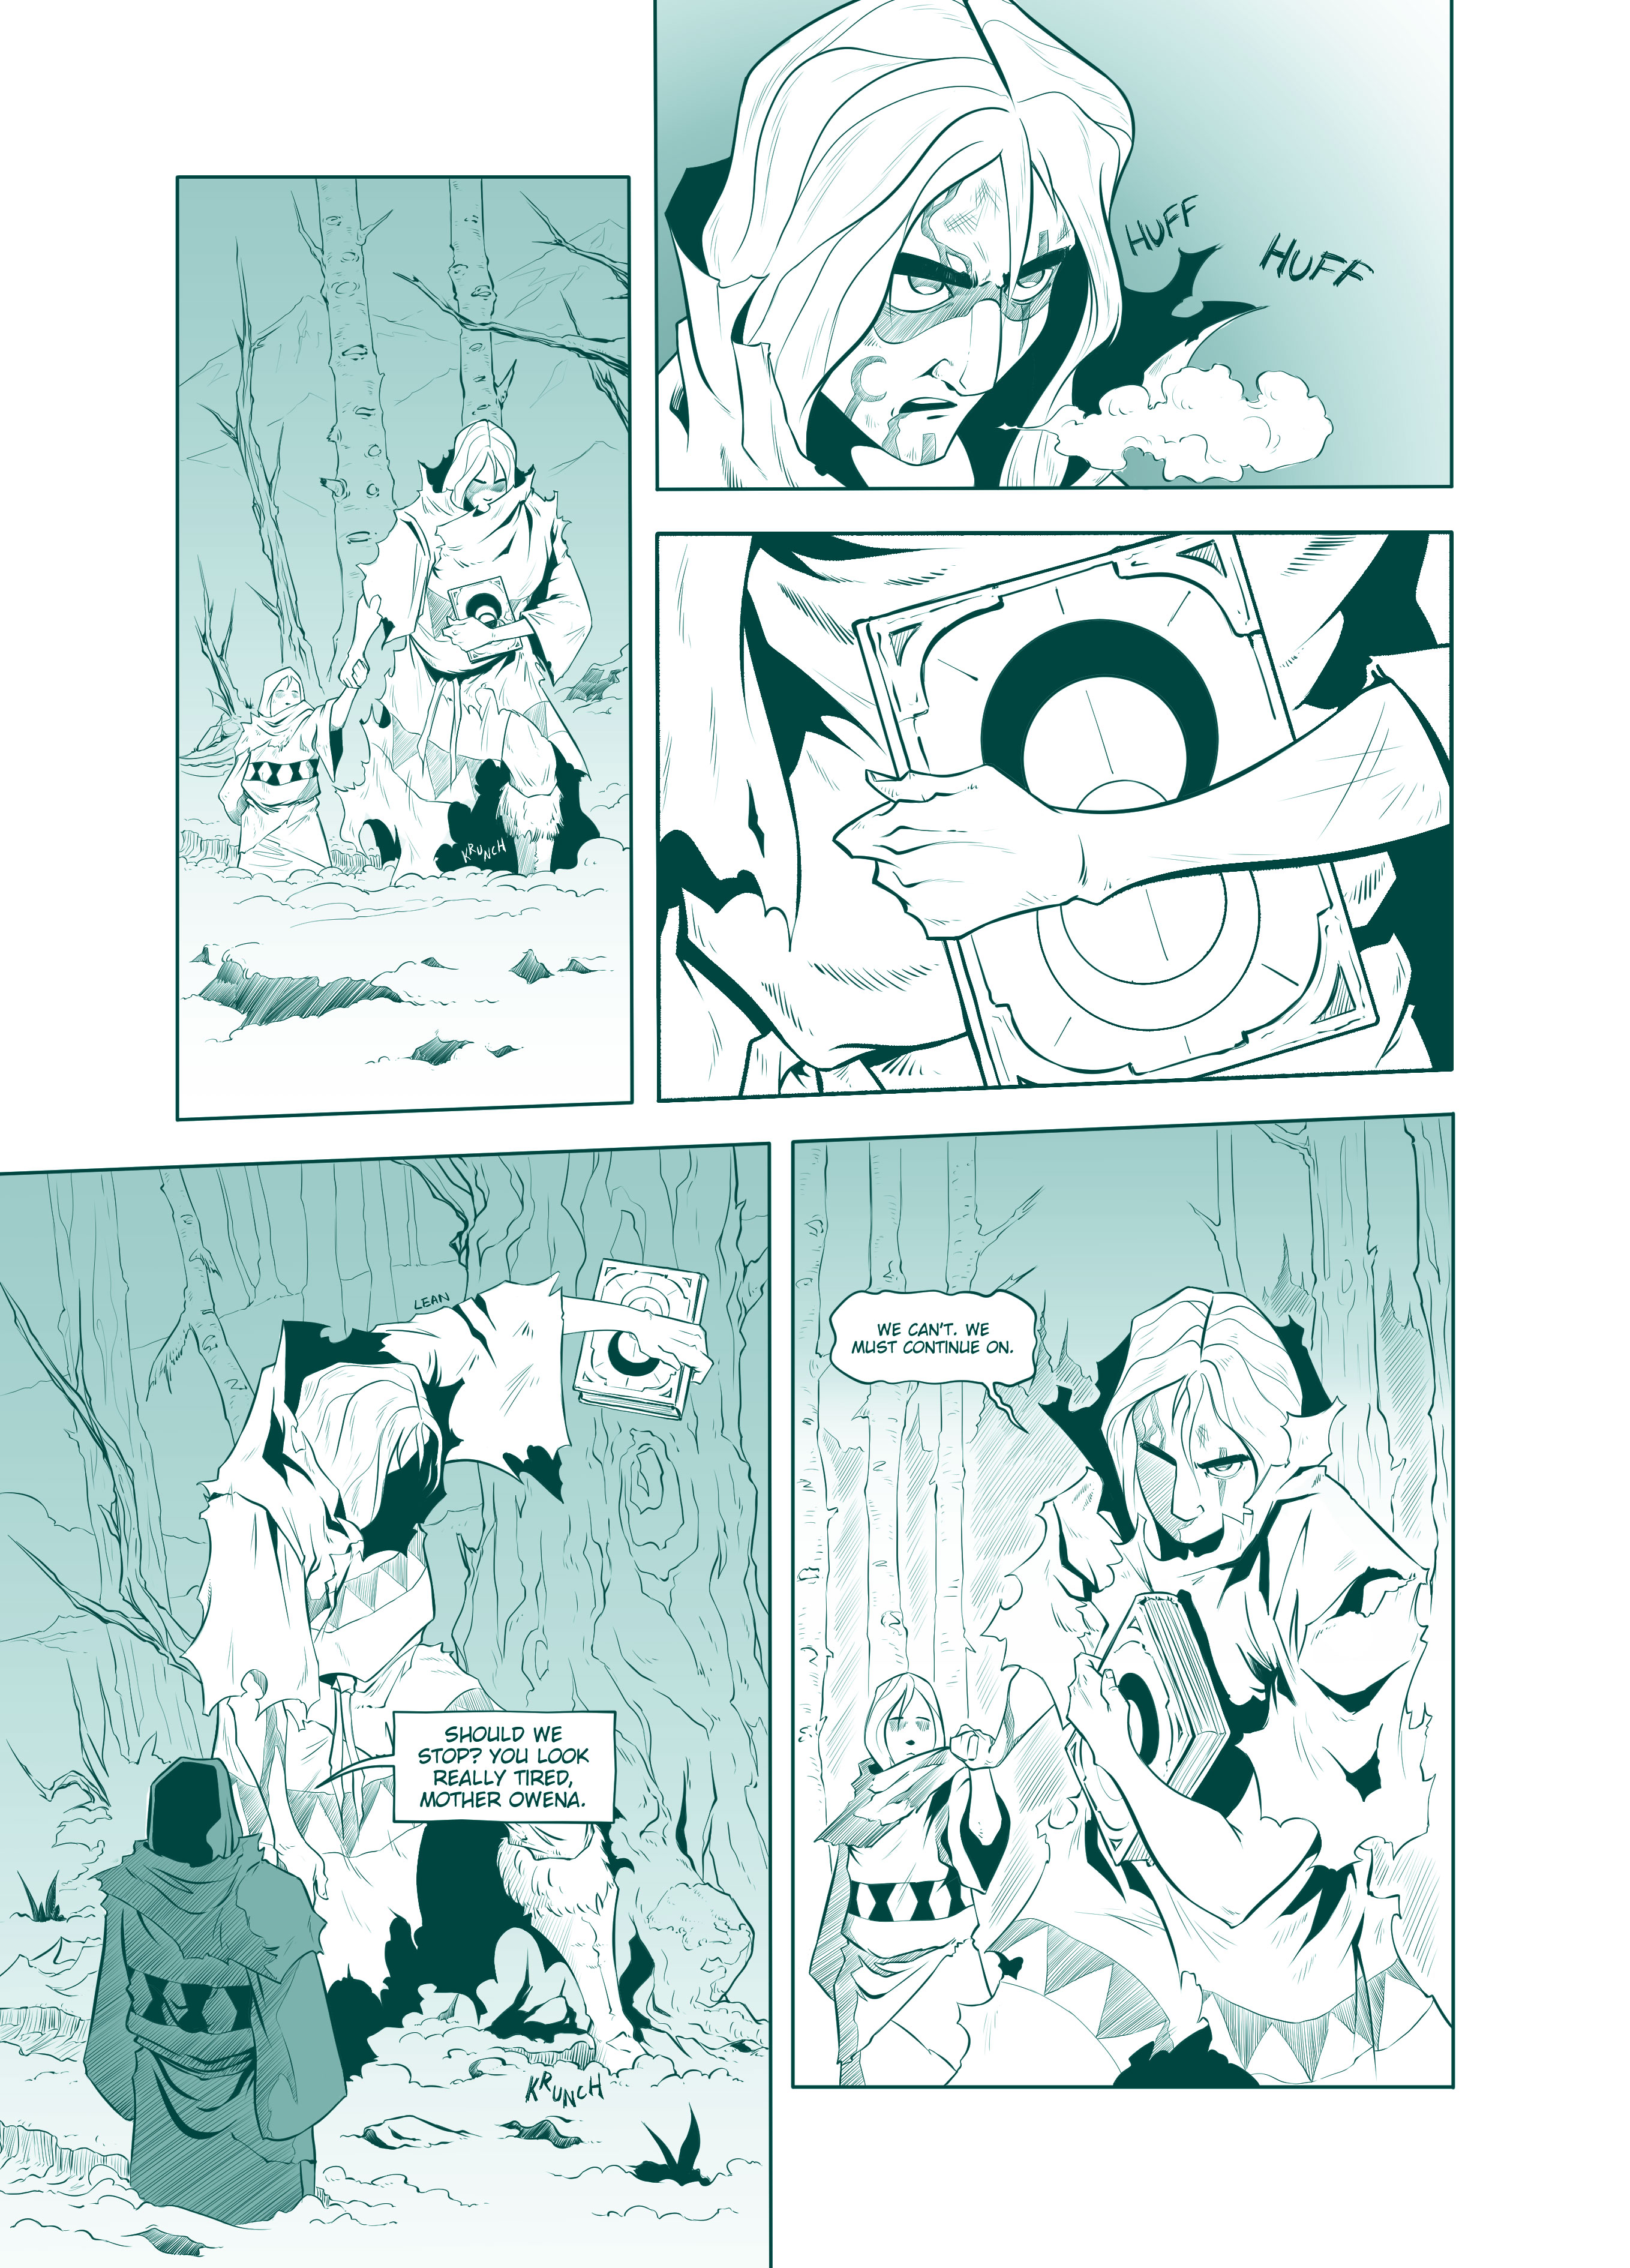 KRUNCH
HUFF
HUFF
LEAN
SHOULD WE
STOP? YOU LOOK
REALLY TIRED,
MOTHER OWENA.
KRUNCH
WE CAN'T. WE
MUST CONTINUE ON.